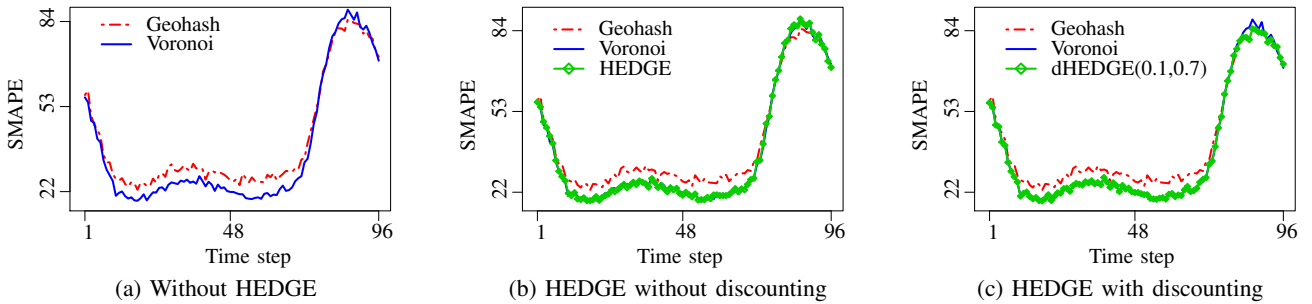 84
53
22
SMAPE
Geohash
Voronoi
1
48
96
Time step
(a) Without HEDGE
84
53
22
SMAPE
Geohash
Voronoi
HEDGE
1
48
96
Time step
(b) HEDGE without discounting
84
53
22
SMAPE
Geohash
Voronoi
dHEDGE(0.1,0.7)
1
48
96
Time step
(c) HEDGE with discounting